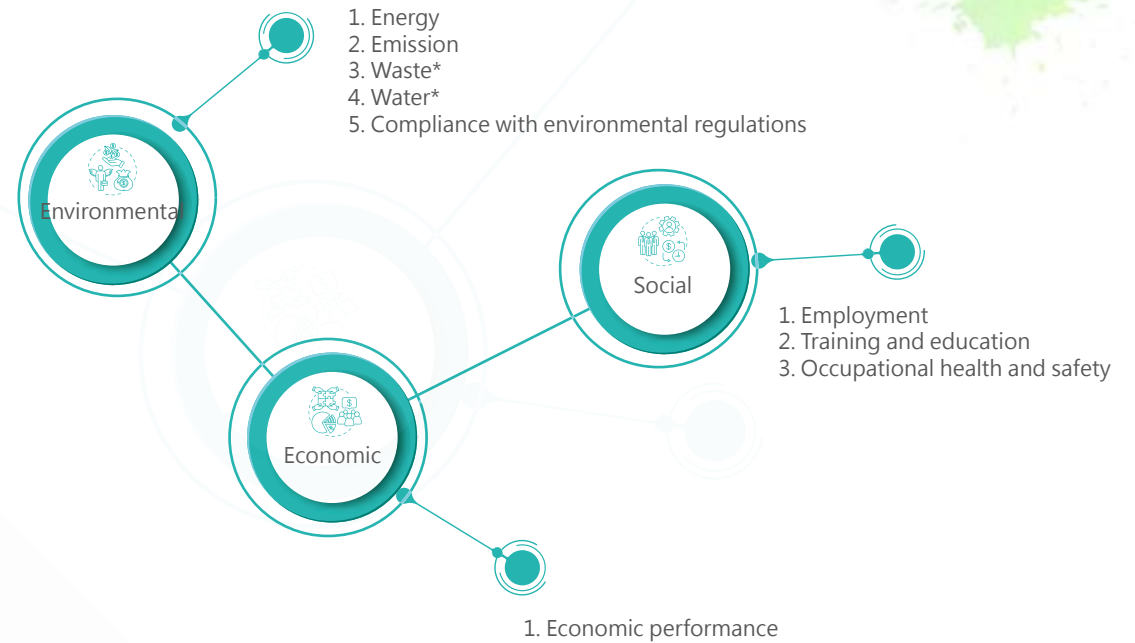 1. Energy
2. Emission
3. Waste*
4. Water*
5. Compliance with environmental regulations
Environmenta
Social
1. Employment
2. Training and education
3. Occupational health and safety
Economic
1. Economic performance